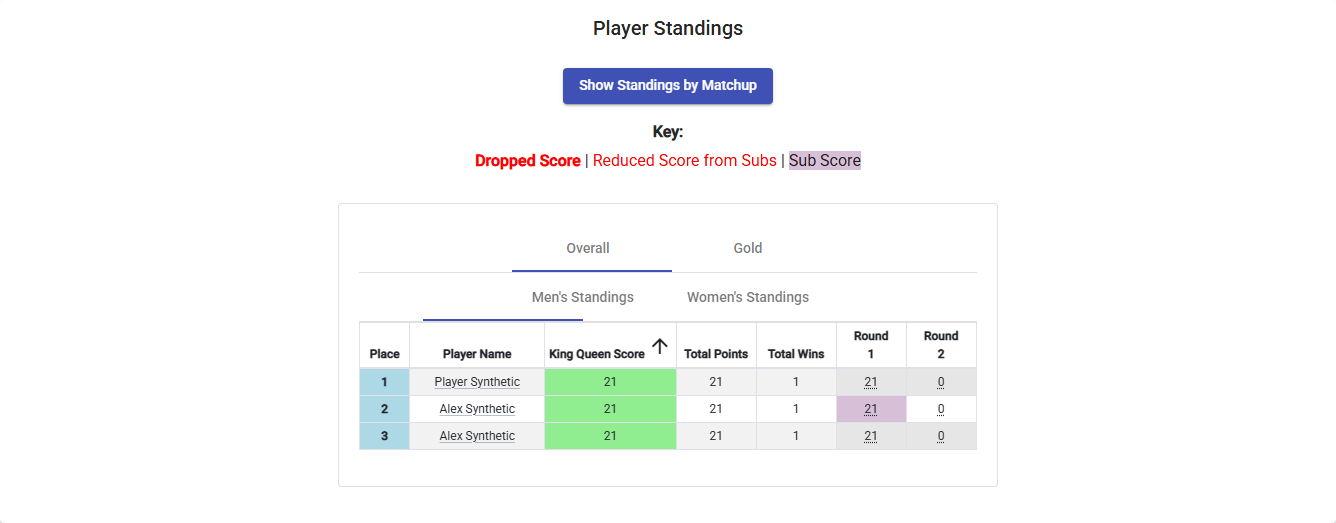 Player Standings
Show Standings by Matchup
Key:
Dropped Score | Reduced Score from Subs | Sub Score
Overall Gold
Men's Standings Women's Standings
Place Player Name King Queen Score Total Points Total Wins Round 1 Round 2
1 Player Synthetic 21 21 1 21 0
2 Alex Synthetic 21 21 1 21 0
3 Alex Synthetic 21 21 1 21 0